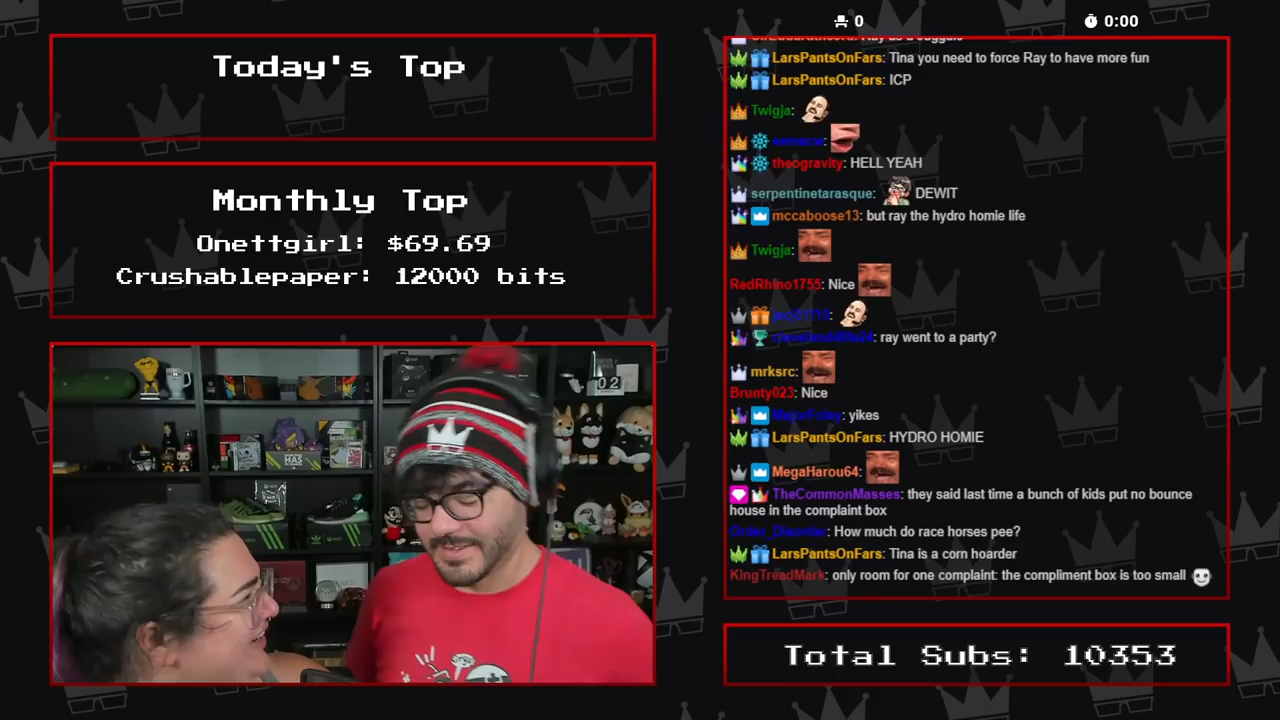 0
0:00
Today's Top
Monthly Top
Onettgirl: $69.69
Crushablepaper: 12000 bits
LarsPantsOnFars: Tina you need to force Ray to have more fun
LarsPantsOnFars: ICP
Twigja:
theogravity: HELL YEAH
serpentinetarasque: DEWIT
mccaboose13: but ray the hydro homie life
Twigja:
RedRhino1755: Nice
ray went to a party?
mrksrc:
Brunty023: Nice
MajorFoley: yikes
LarsPantsOnFars: HYDRO HOMIE
MegaHarou64:
TheCommonMasses: they said last time a bunch of kids put no bounce
house in the complaint box
Order_Disorder: How much do race horses pee?
LarsPantsOnFars: Tina is a corn hoarder
KingTreadMark: only room for one complaint: the compliment box is too small
Total Subs: 10353